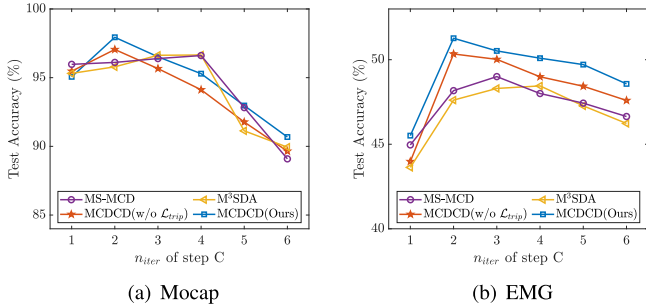 100
95
90
85
Test Accuracy (%)
MS-MCD
M³SDA
MCDCD(w/o 𝓛_trip)
MCDCD(Ours)
1 2 3 4 5 6
n_iter of step C
(a) Mocap
50
45
40
Test Accuracy (%)
MS-MCD
M³SDA
MCDCD(w/o 𝓛_trip)
MCDCD(Ours)
1 2 3 4 5 6
n_iter of step C
(b) EMG